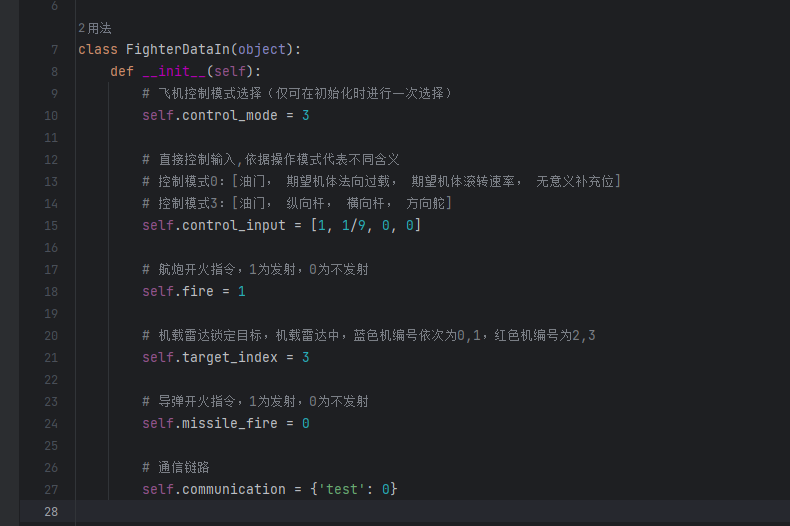 6
2 用法
7 class FighterDataIn(object):
8 def __init__(self):
9 # 飞机控制模式选择（仅可在初始化时进行一次选择）
10 self.control_mode = 3
11
12 # 直接控制输入,依据操作模式代表不同含义
13 # 控制模式0：[油门， 期望机体法向过载， 期望机体滚转速率， 无意义补充位]
14 # 控制模式3：[油门， 纵向杆， 横向杆， 方向舵]
15 self.control_input = [1, 1/9, 0, 0]
16
17 # 航炮开火指令，1为发射，0为不发射
18 self.fire = 1
19
20 # 机载雷达锁定目标，机载雷达中，蓝色机编号依次为0,1，红色机编号为2,3
21 self.target_index = 3
22
23 # 导弹开火指令，1为发射，0为不发射
24 self.missile_fire = 0
25
26 # 通信链路
27 self.communication = {'test': 0}
28